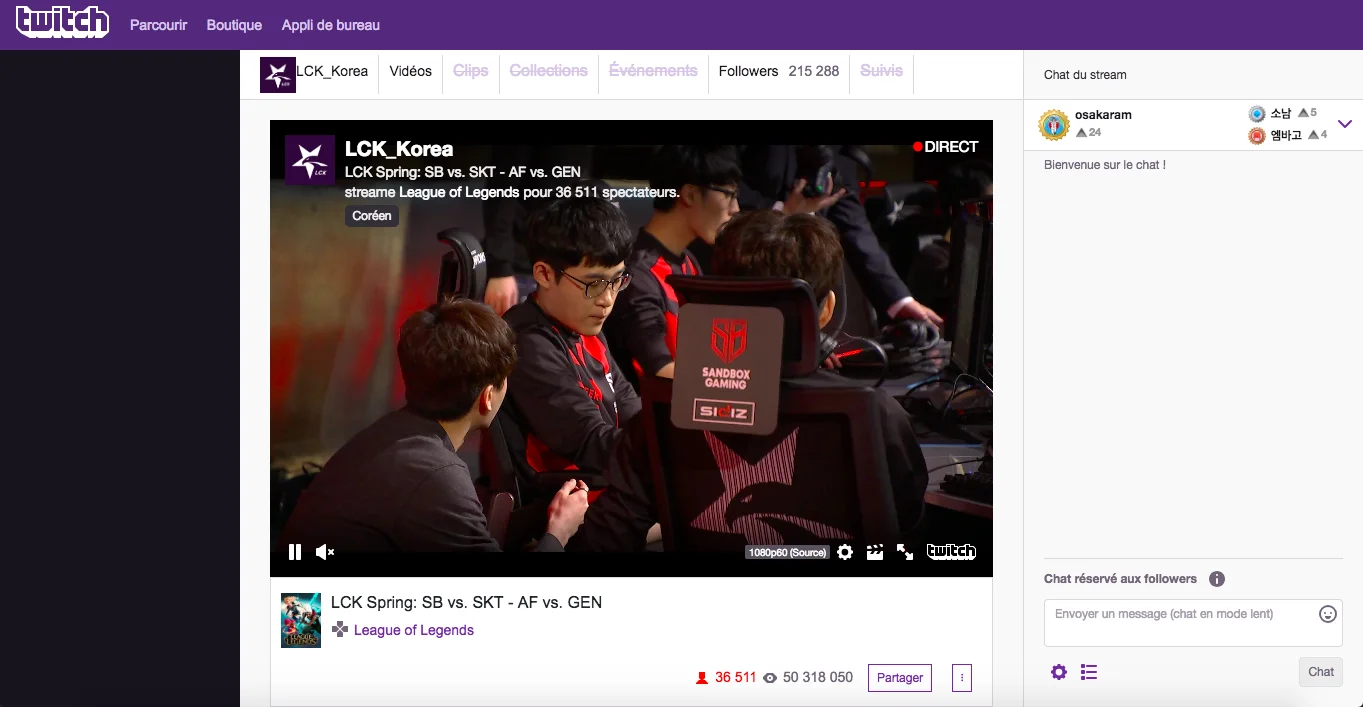 twitch
Parcourir Boutique Appli de bureau
LCK_Korea Vidéos Clips Collections Événements Followers 215 288 Suivis
Chat du stream
osakaram
24
소남 5
엠바고 4
Bienvenue sur le chat !
LCK
LCK_Korea
DIRECT
LCK Spring: SB vs. SKT - AF vs. GEN
streame League of Legends pour 36 511 spectateurs.
Coréen
SB
SANDBOX
GAMING
SIDIZ
1080p60 (Source)
twitch
LCK Spring: SB vs. SKT - AF vs. GEN
League of Legends
LEAGUE
LEGENDS
36 511 50 318 050 Partager
Chat réservé aux followers
Envoyer un message (chat en mode lent)
Chat